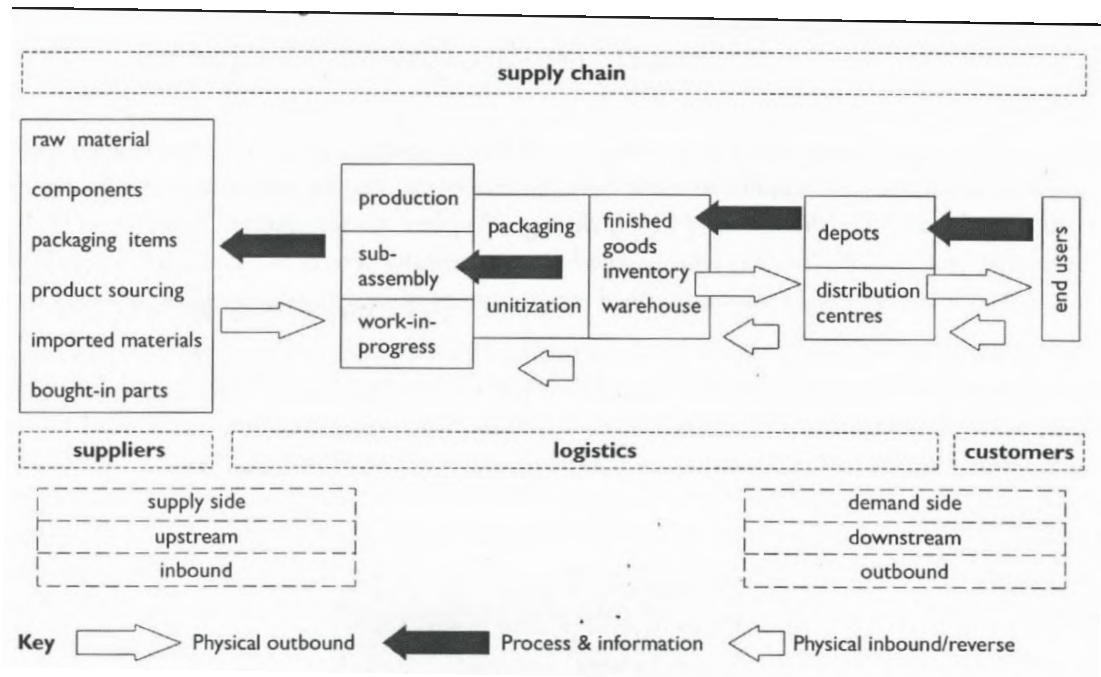 supply chain
raw material
components
packaging items
product sourcing
imported materials
bought-in parts
production
sub-
assembly
work-in-
progress
packaging
unitization
finished
goods
inventory
warehouse
depots
distribution
centres
end users
suppliers
logistics
customers
supply side
upstream
inbound
demand side
downstream
outbound
Key
Physical outbound
Process & information
Physical inbound/reverse